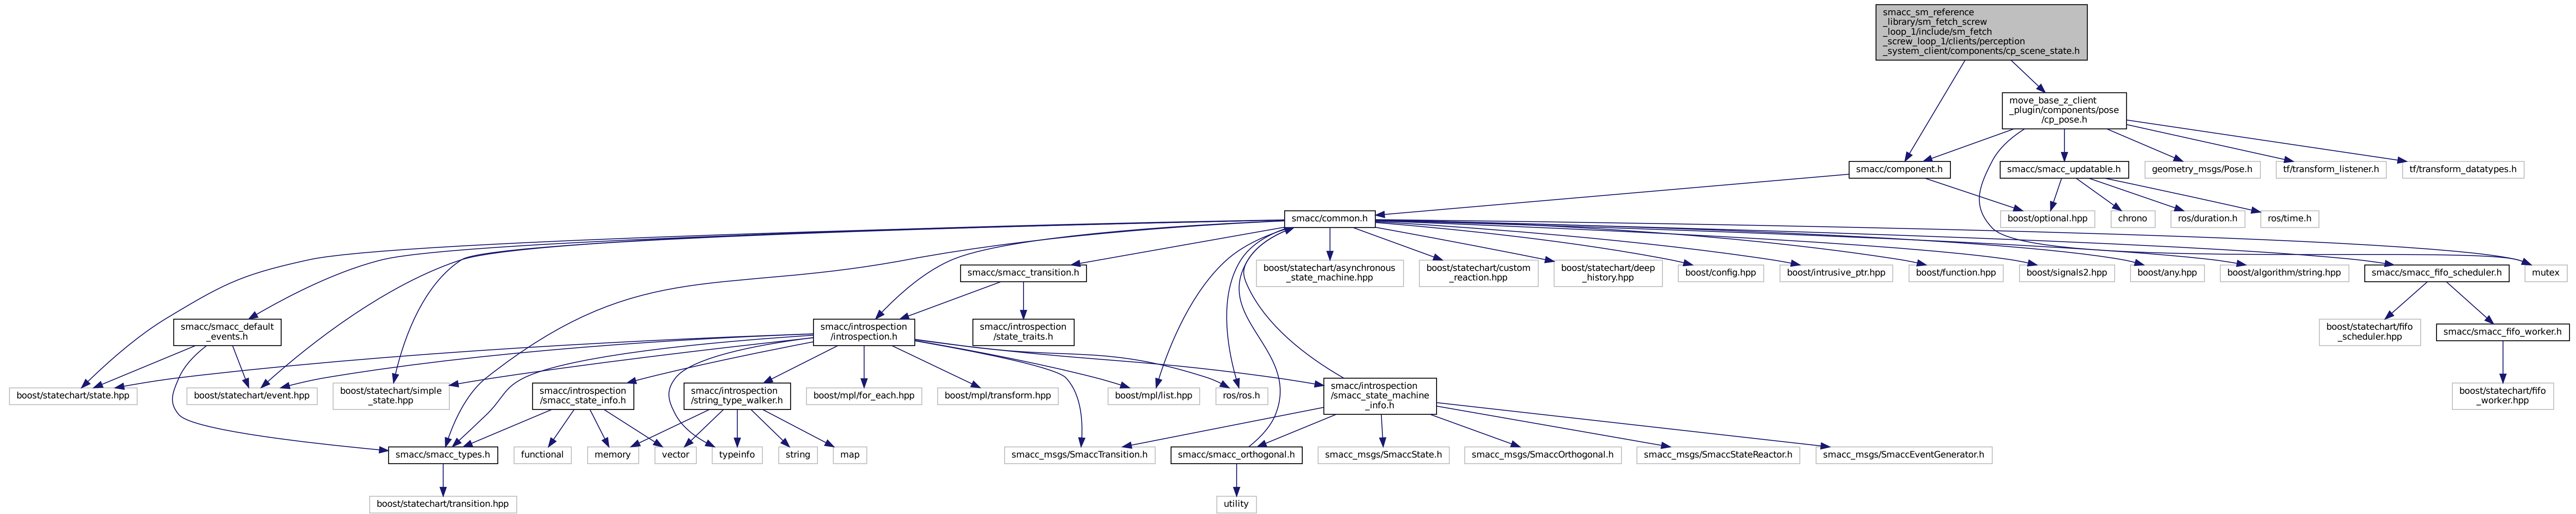 smacc_sm_reference
_library/sm_fetch_screw
_loop_1/include/sm_fetch
_screw_loop_1/clients/perception
_system_client/components/cp_scene_state.h
move_base_z_client
_plugin/components/pose
/cp_pose.h
smacc/component.h
smacc/smacc_updatable.h
geometry_msgs/Pose.h
tf/transform_listener.h
tf/transform_datatypes.h
smacc/common.h
boost/optional.hpp
chrono
ros/duration.h
ros/time.h
smacc/smacc_transition.h
boost/statechart/asynchronous
_state_machine.hpp
boost/statechart/custom
_reaction.hpp
boost/statechart/deep
_history.hpp
boost/config.hpp
boost/intrusive_ptr.hpp
boost/function.hpp
boost/signals2.hpp
boost/any.hpp
boost/algorithm/string.hpp
smacc/smacc_fifo_scheduler.h
mutex
smacc/smacc_default
_events.h
smacc/introspection
/introspection.h
smacc/introspection
/state_traits.h
boost/statechart/fifo
_scheduler.hpp
smacc/smacc_fifo_worker.h
boost/statechart/state.hpp
boost/statechart/event.hpp
boost/statechart/simple
_state.hpp
smacc/introspection
/smacc_state_info.h
smacc/introspection
/string_type_walker.h
boost/mpl/for_each.hpp
boost/mpl/transform.hpp
boost/mpl/list.hpp
ros/ros.h
smacc/introspection
/smacc_state_machine
_info.h
boost/statechart/fifo
_worker.hpp
smacc/smacc_types.h
functional
memory
vector
typeinfo
string
map
smacc_msgs/SmaccTransition.h
smacc/smacc_orthogonal.h
smacc_msgs/SmaccState.h
smacc_msgs/SmaccOrthogonal.h
smacc_msgs/SmaccStateReactor.h
smacc_msgs/SmaccEventGenerator.h
boost/statechart/transition.hpp
utility